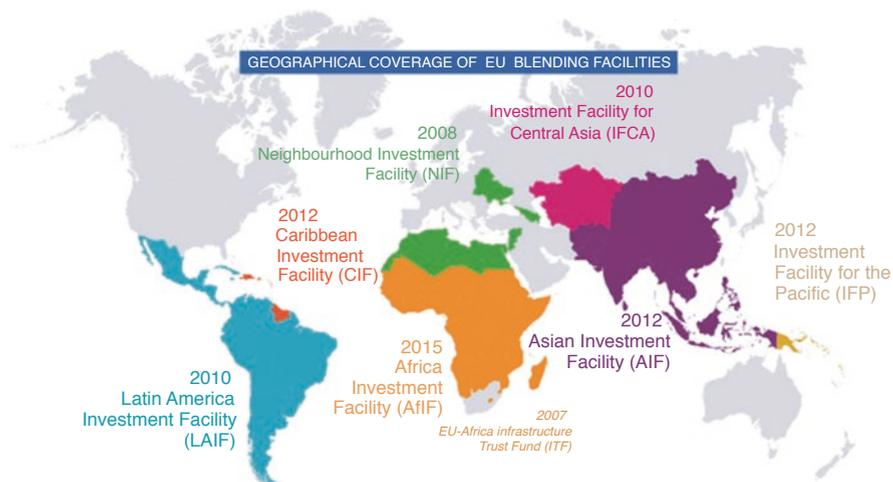 GEOGRAPHICAL COVERAGE OF EU BLENDING FACILITIES
2010
Investment Facility for
Central Asia (IFCA)
2008
Neighbourhood Investment
Facility (NIF)
2012
Caribbean
Investment
Facility (CIF)
2012
Investment
Facility for the
Pacific (IFP)
2012
Asian Investment
Facility (AIF)
2015
Africa
Investment
Facility (AfIF)
2010
Latin America
Investment Facility
(LAIF)
2007
EU-Africa infrastructure
Trust Fund (ITF)